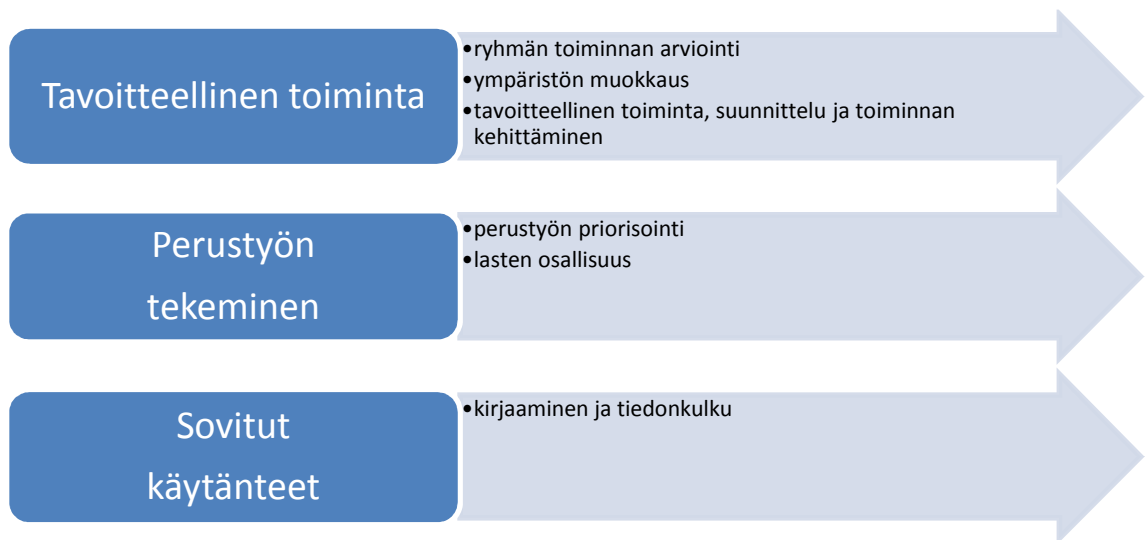 Tavoitteellinen toiminta
•ryhmän toiminnan arviointi
•ympäristön muokkaus
•tavoitteellinen toiminta, suunnittelu ja toiminnan
kehittäminen
Perustyön
tekeminen
•perustyön priorisointi
•lasten osallisuus
Sovitut
käytänteet
•kirjaaminen ja tiedonkulku